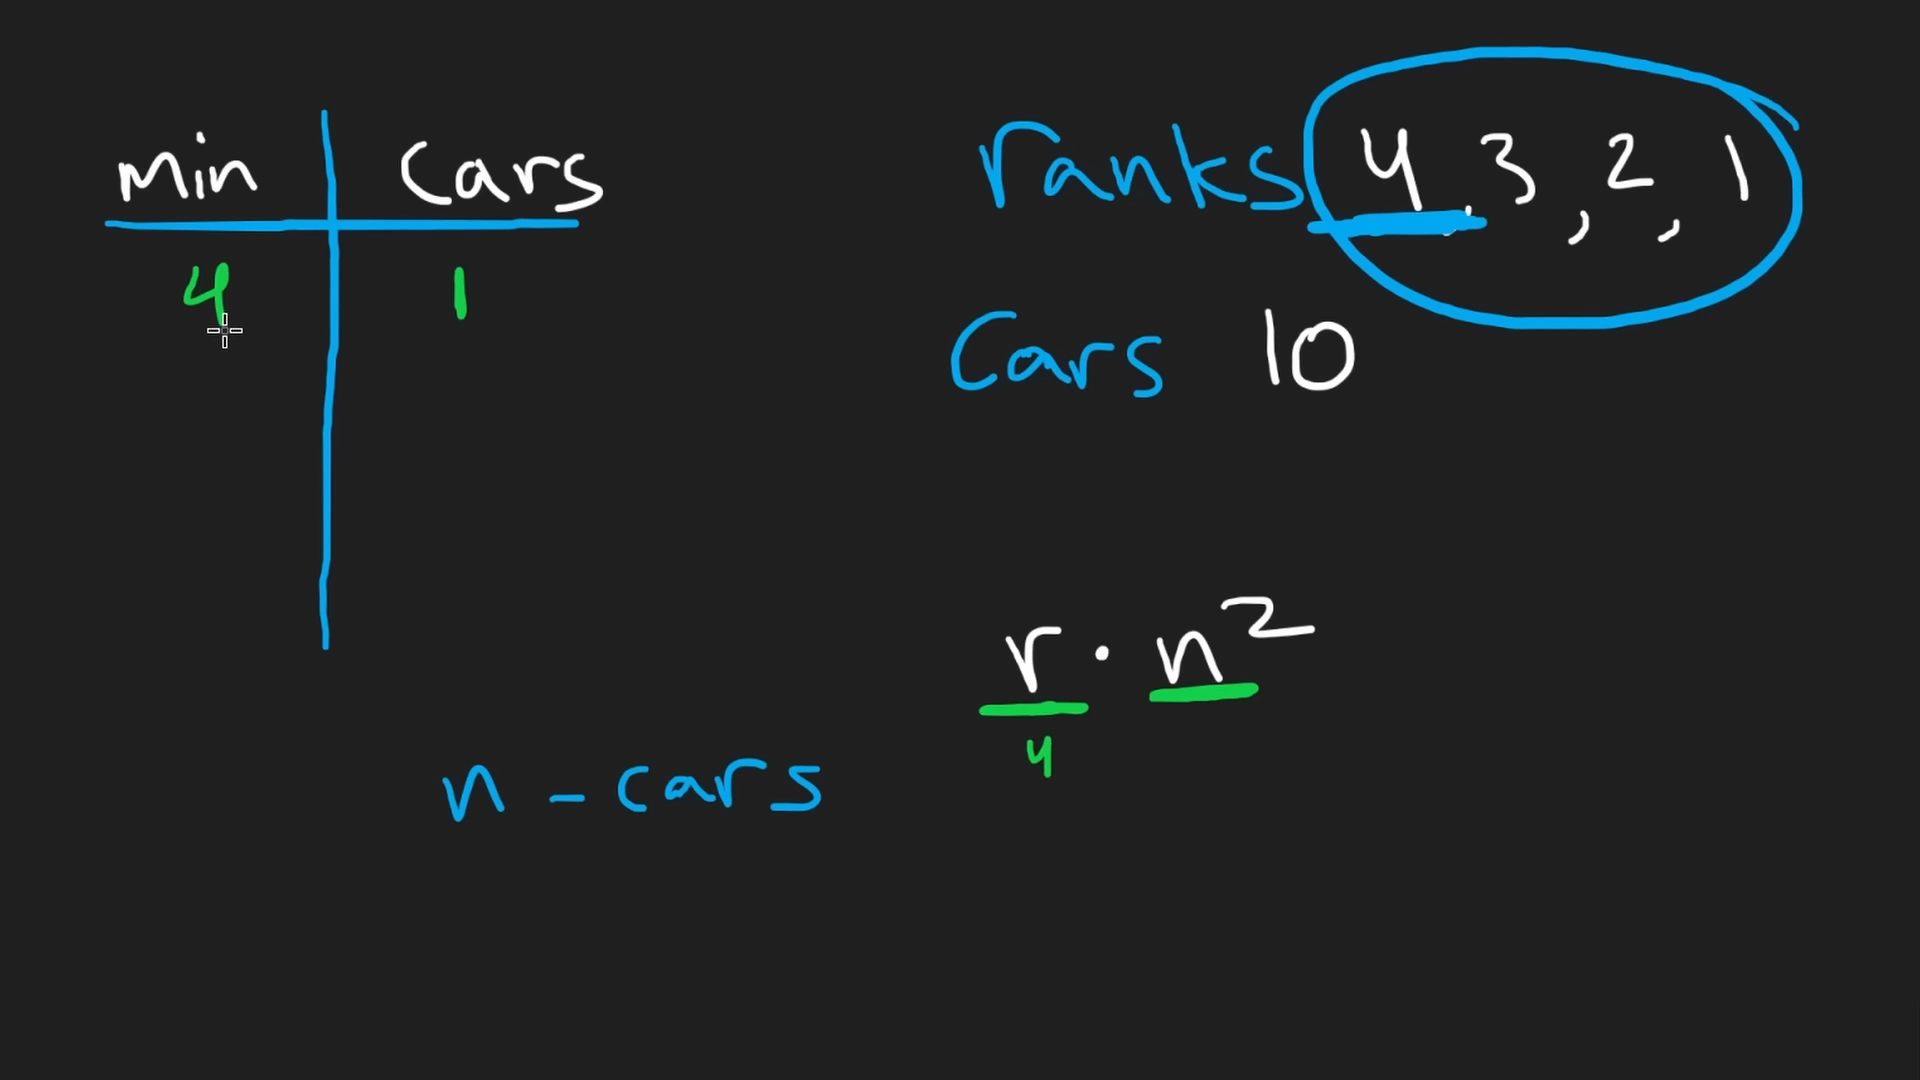 Min Cars
4 1
ranks 4, 3, 2, 1
Cars 10
r · n²
4
n - cars